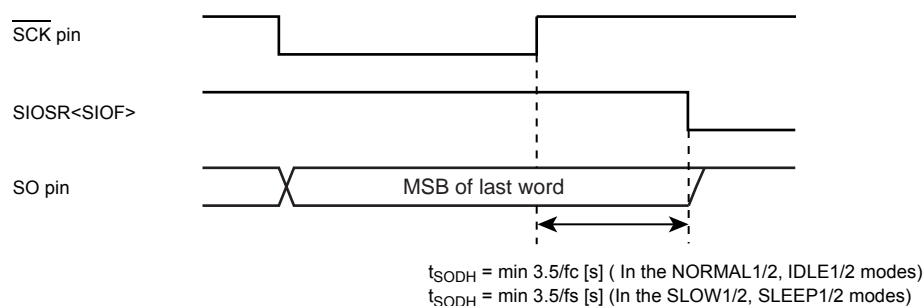 SCK pin
SIOSR<SIOF>
SO pin
MSB of last word
tSODH = min 3.5/fc [s] ( In the NORMAL1/2, IDLE1/2 modes)
tSODH = min 3.5/fs [s] (In the SLOW1/2, SLEEP1/2 modes)